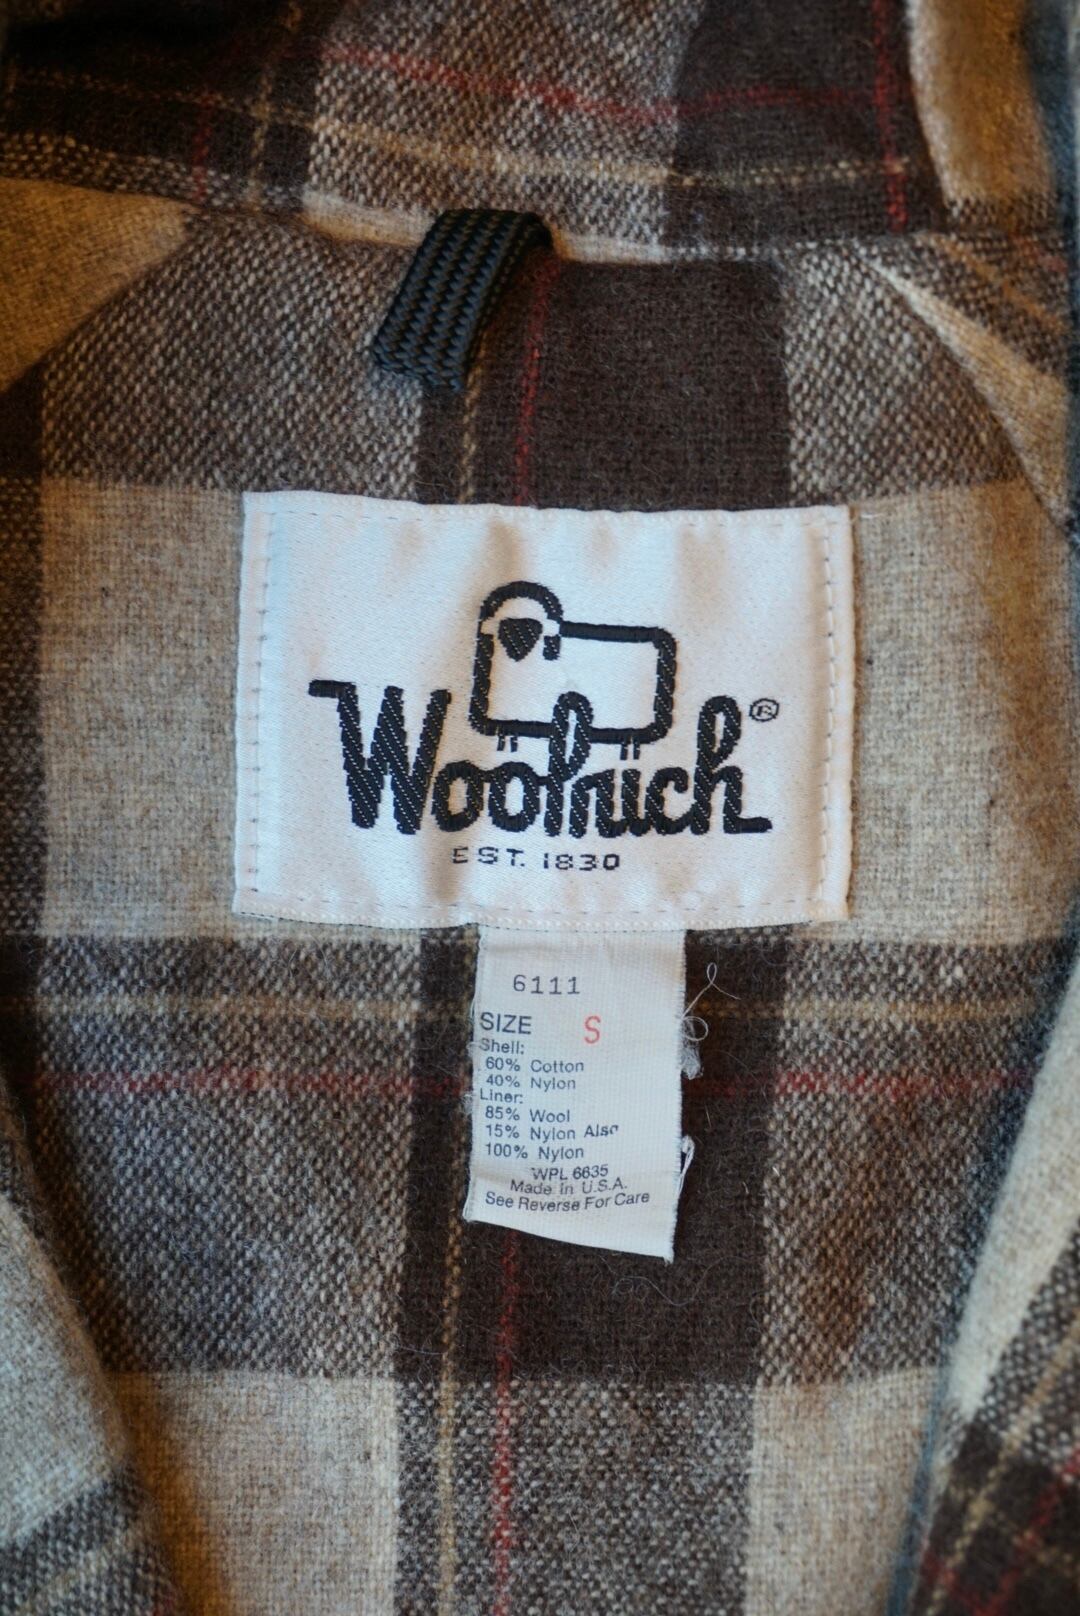 Woolrich®
EST. 1830
6111
SIZE S
Shell:
60% Cotton
40% Nylon
Liner:
85% Wool
15% Nylon Also
100% Nylon
WPL 6635
Made in U.S.A.
See Reverse For Care